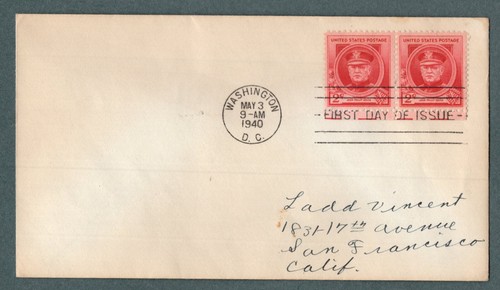 UNITED STATES POSTAGE
UNITED STATES POSTAGE
2¢
2¢
WASHINGTON
MAY 3
9-AM
1940
D. C.
FIRST DAY OF ISSUE
Ladd Vincent
1831-17th Avenue
San Francisco
Calif.